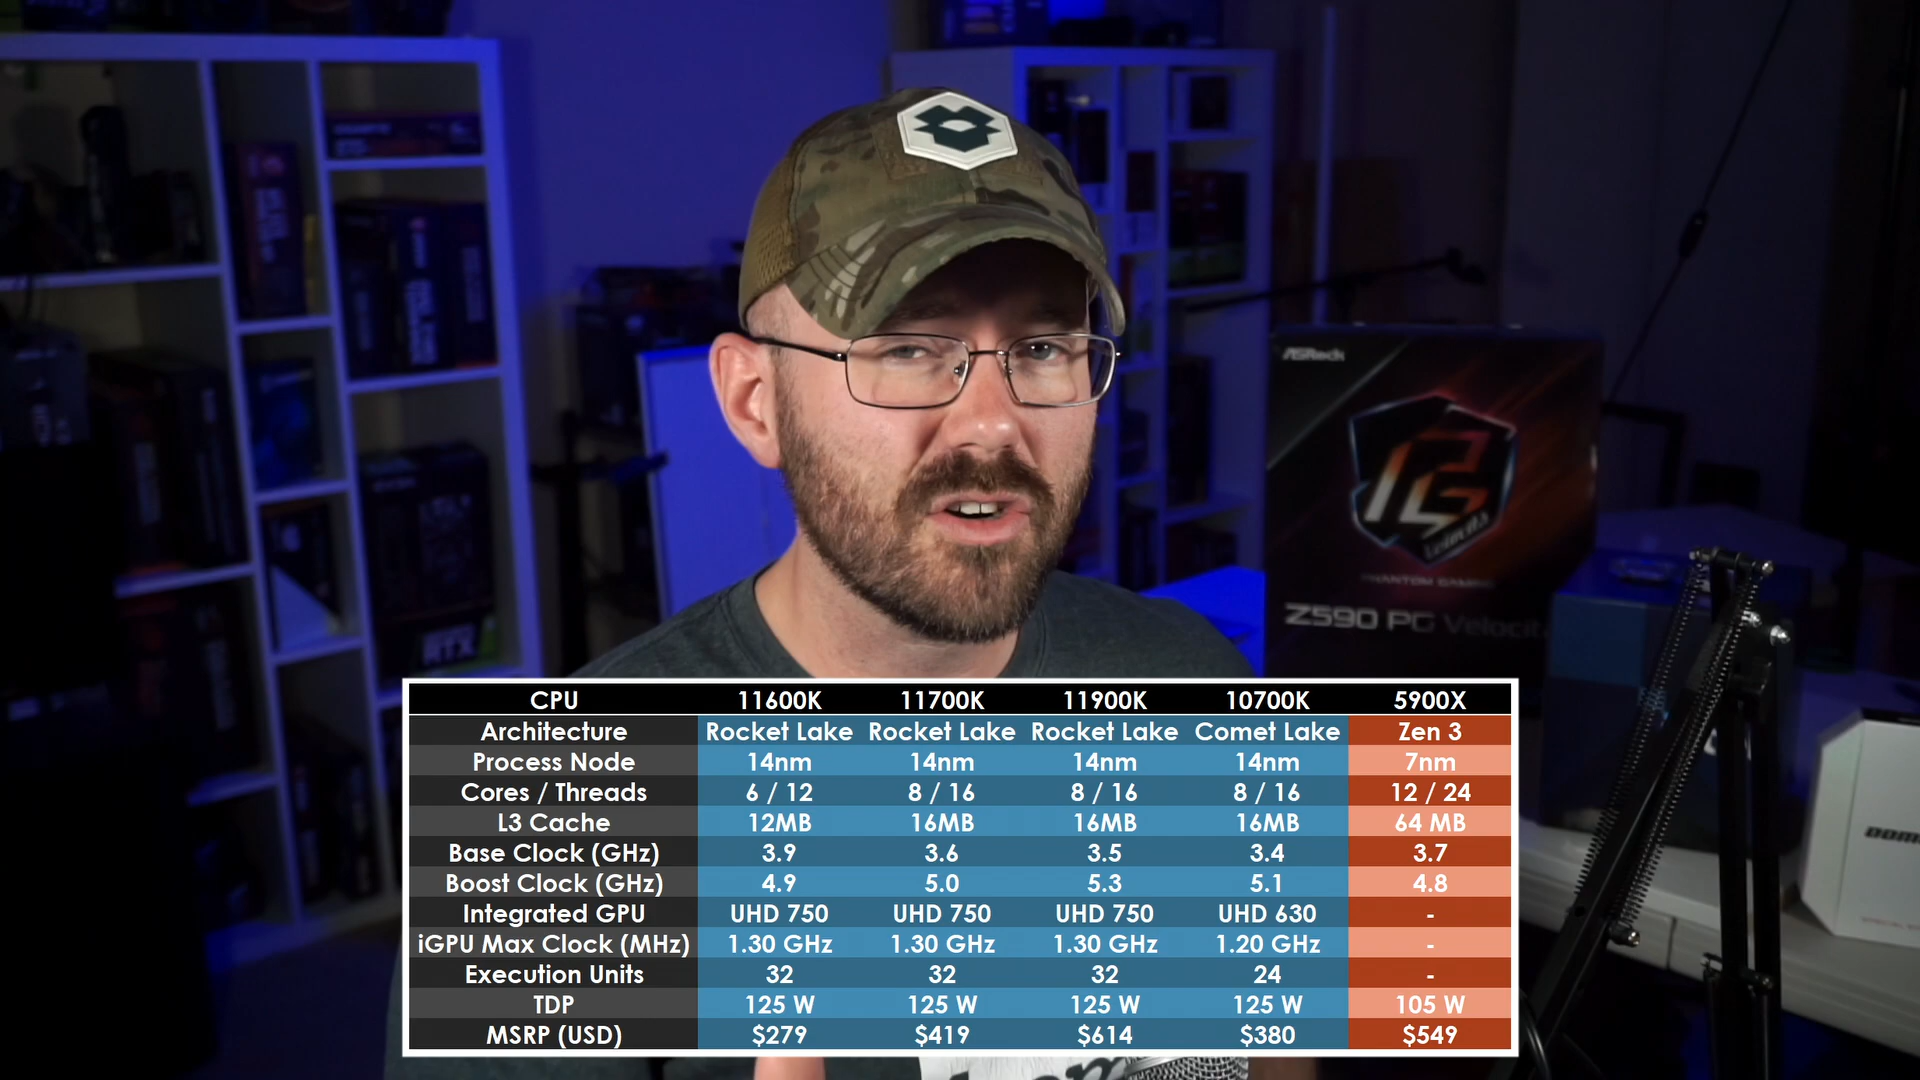 ASRock
Velocita
PHANTOM GAMING
Z590 PG Velocita
RTX
CPU 11600K 11700K 11900K 10700K 5900X
Architecture Rocket Lake Rocket Lake Rocket Lake Comet Lake Zen 3
Process Node 14nm 14nm 14nm 14nm 7nm
Cores / Threads 6 / 12 8 / 16 8 / 16 8 / 16 12 / 24
L3 Cache 12MB 16MB 16MB 16MB 64 MB
Base Clock (GHz) 3.9 3.6 3.5 3.4 3.7
Boost Clock (GHz) 4.9 5.0 5.3 5.1 4.8
Integrated GPU UHD 750 UHD 750 UHD 750 UHD 630 -
iGPU Max Clock (MHz) 1.30 GHz 1.30 GHz 1.30 GHz 1.20 GHz -
Execution Units 32 32 32 24 -
TDP 125 W 125 W 125 W 125 W 105 W
MSRP (USD) $279 $419 $614 $380 $549